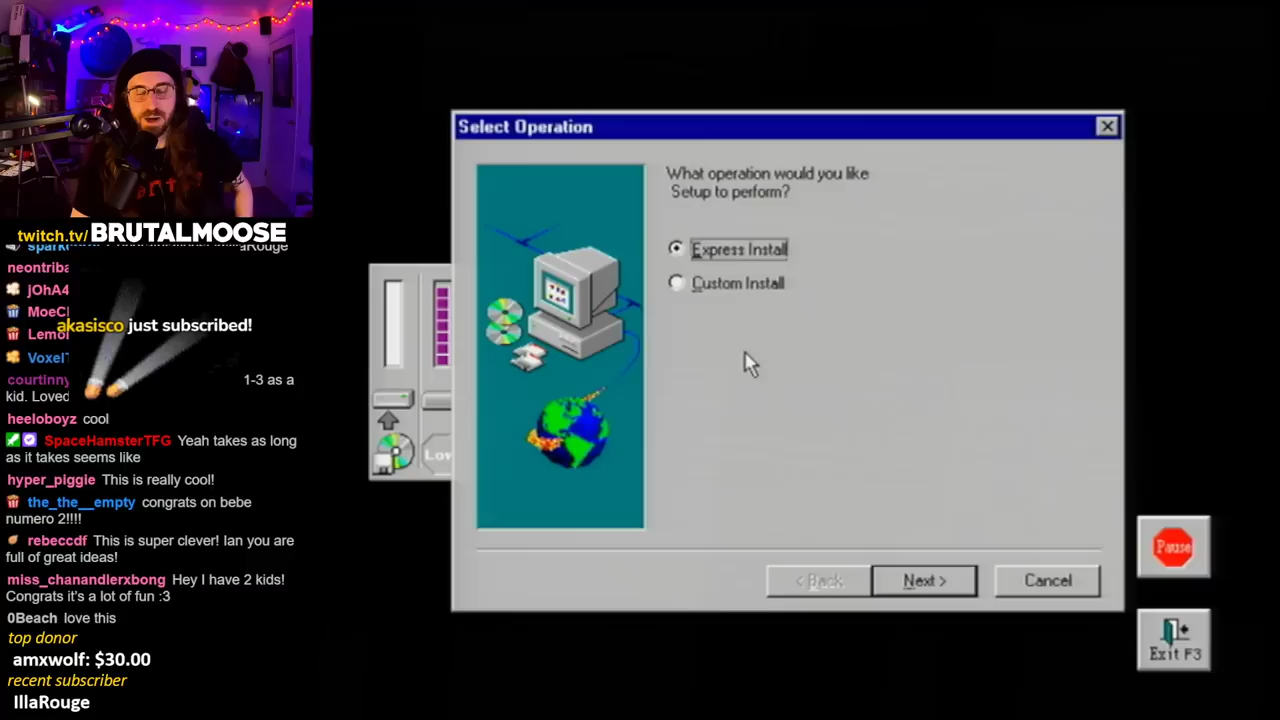 twitch.tv/BRUTALMOOSE
Rouge
neontriba
jOhA4
MoeC
Lemo
akasisco just subscribed!
Voxel
courtinny 1-3 as a
kid. Loved
heeloboyz cool
SpaceHamsterTFG Yeah takes as long
as it takes seems like
hyper_piggie This is really cool!
the_the__empty congrats on bebe
numero 2!!!!
rebeccdf This is super clever! Ian you are
full of great ideas!
miss_chanandlerxbong Hey I have 2 kids!
Congrats it's a lot of fun :3
0Beach love this
top donor
amxwolf: $30.00
recent subscriber
IllaRouge
Select Operation
What operation would you like
Setup to perform?
Express Install
Custom Install
Low
< Back
Next >
Cancel
Pause
Exit F3